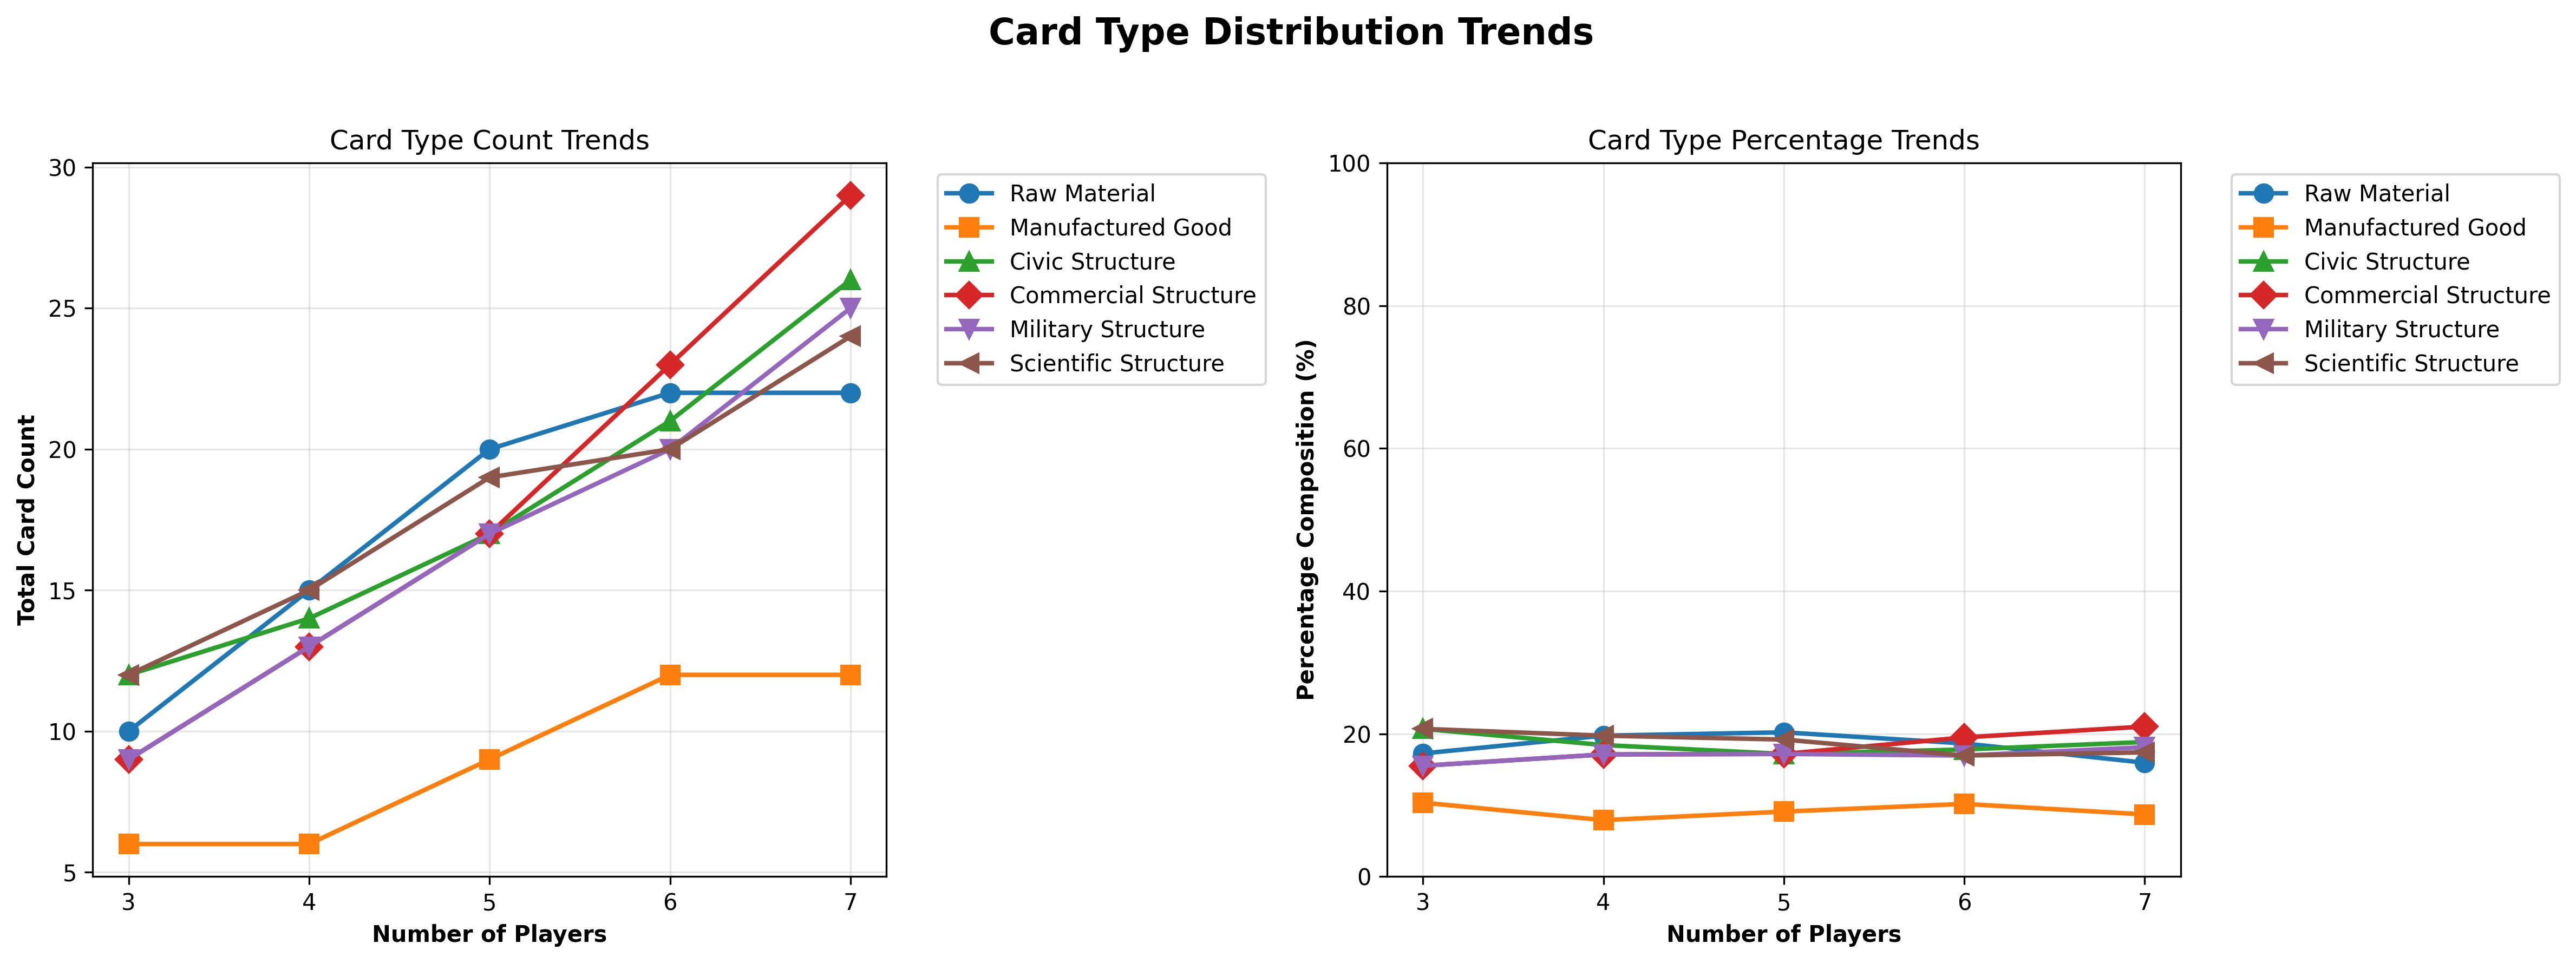 Card Type Distribution Trends
Card Type Count Trends
30
25
20
15
10
5
Total Card Count
3 4 5 6 7
Number of Players
Raw Material
Manufactured Good
Civic Structure
Commercial Structure
Military Structure
Scientific Structure
Card Type Percentage Trends
100
80
60
40
20
0
Percentage Composition (%)
3 4 5 6 7
Number of Players
Raw Material
Manufactured Good
Civic Structure
Commercial Structure
Military Structure
Scientific Structure